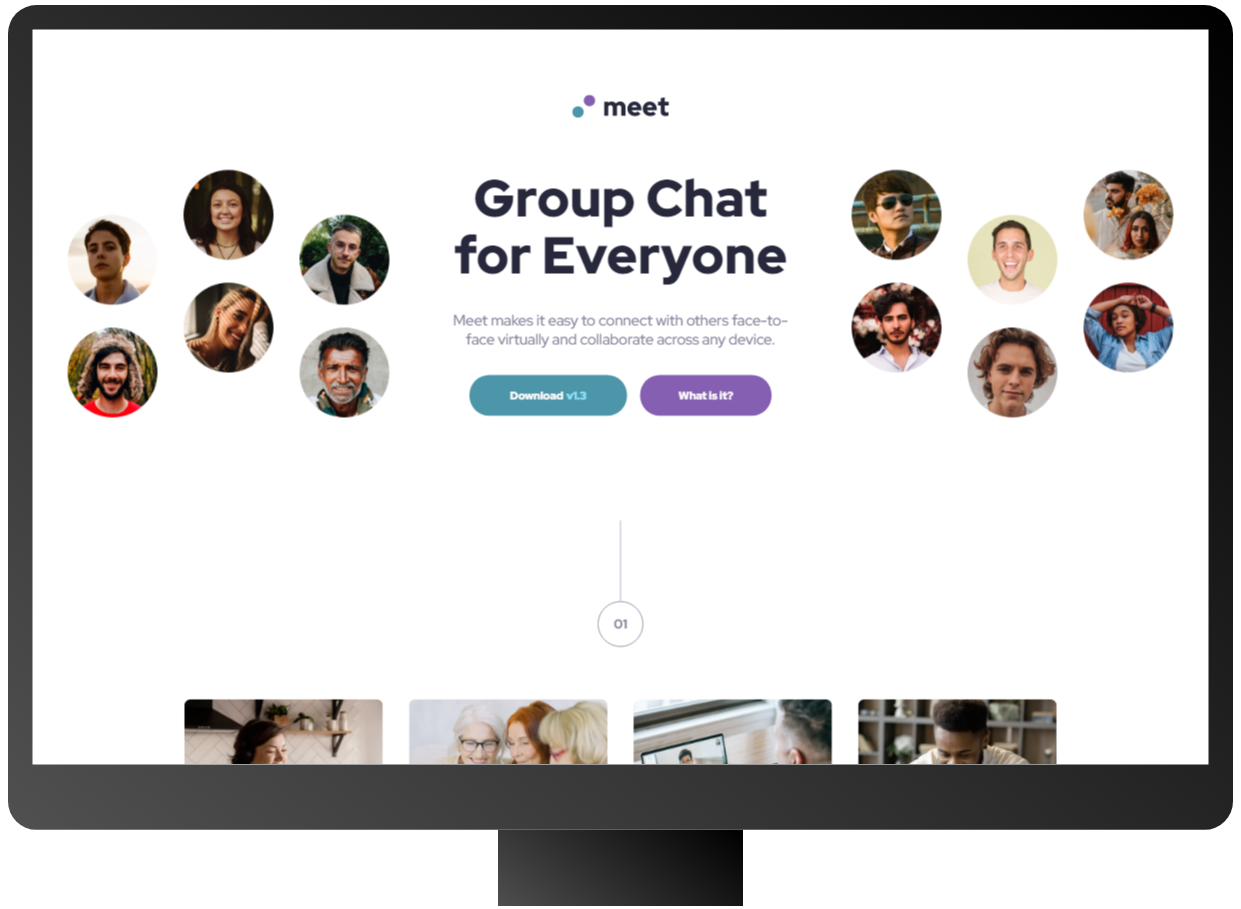 meet
Group Chat
for Everyone
Meet makes it easy to connect with others face-to-
face virtually and collaborate across any device.
Download v1.3
What is it?
01